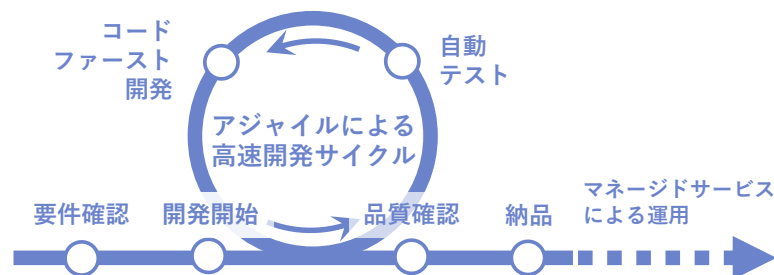 コード
ファースト
開発
自動
テスト
アジャイルによる
高速開発サイクル
要件確認
開発開始
品質確認
納品
マネージドサービス
による運用